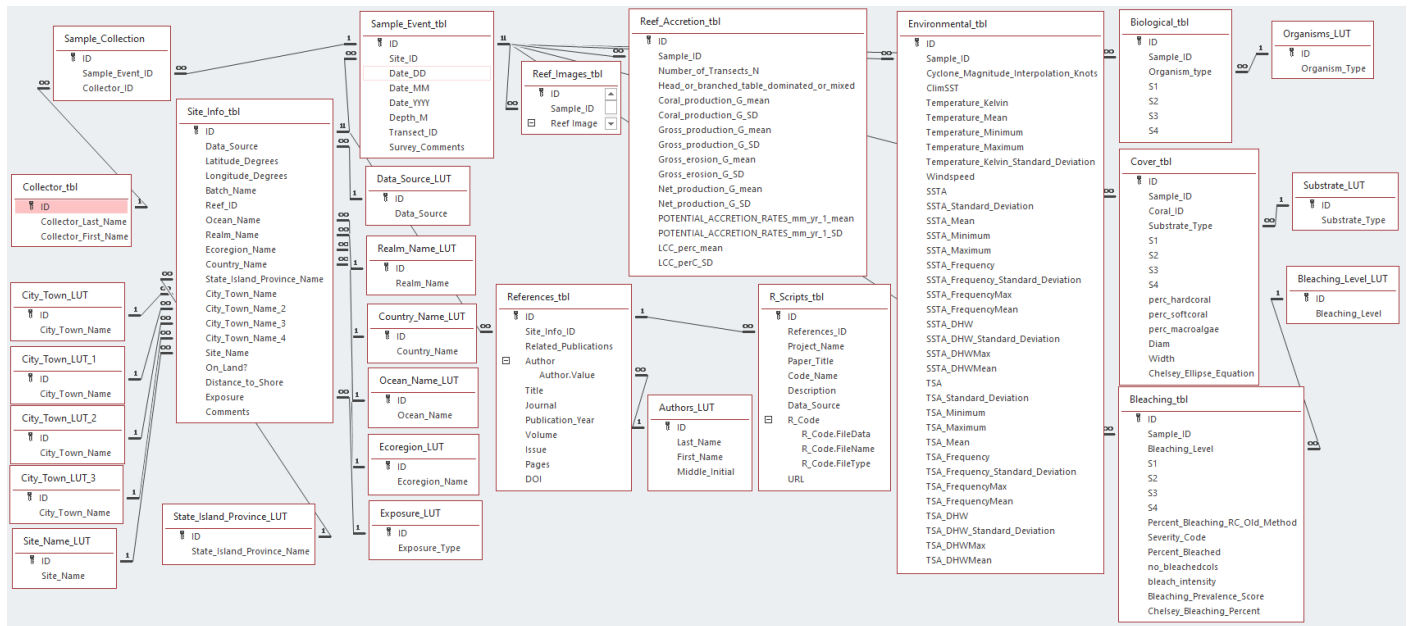 Sample_Collection
ID
Sample_Event_ID
Collector_ID
Sample_Event_tbl
ID
Site_ID
Date_DD
Date_MM
Date_YYYY
Depth_M
Transect_ID
Survey_Comments
Reef_Images_tbl
ID
Sample_ID
Reef Image
Reef_Accretion_tbl
ID
Sample_ID
Number_of_Transects_N
Head_or_branched_table_dominated_or_mixed
Coral_production_G_mean
Coral_production_G_SD
Gross_production_G_mean
Gross_production_G_SD
Gross_erosion_G_mean
Gross_erosion_G_SD
Net_production_G_mean
Net_production_G_SD
POTENTIAL_ACCRETION_RATES_mm_yr_1_mean
POTENTIAL_ACCRETION_RATES_mm_yr_1_SD
LCC_perc_mean
LCC_perC_SD
Environmental_tbl
ID
Sample_ID
Cyclone_Magnitude_Interpolation_Knots
ClimSST
Temperature_Kelvin
Temperature_Mean
Temperature_Minimum
Temperature_Maximum
Temperature_Kelvin_Standard_Deviation
Windspeed
SSTA
SSTA_Standard_Deviation
SSTA_Mean
SSTA_Minimum
SSTA_Maximum
SSTA_Frequency
SSTA_Frequency_Standard_Deviation
SSTA_FrequencyMax
SSTA_FrequencyMean
SSTA_DHW
SSTA_DHW_Standard_Deviation
SSTA_DHWMax
SSTA_DHWMean
TSA
TSA_Standard_Deviation
TSA_Minimum
TSA_Maximum
TSA_Mean
TSA_Frequency
TSA_Frequency_Standard_Deviation
TSA_FrequencyMax
TSA_FrequencyMean
TSA_DHW
TSA_DHW_Standard_Deviation
TSA_DHWMax
TSA_DHWMean
Biological_tbl
ID
Sample_ID
Organism_type
S1
S2
S3
S4
Organisms_LUT
ID
Organism_Type
Site_Info_tbl
ID
Data_Source
Latitude_Degrees
Longitude_Degrees
Batch_Name
Reef_ID
Ocean_Name
Realm_Name
Ecoregion_Name
Country_Name
State_Island_Province_Name
City_Town_Name
City_Town_Name_2
City_Town_Name_3
City_Town_Name_4
Site_Name
On_Land?
Distance_to_Shore
Exposure
Comments
Collector_tbl
ID
Collector_Last_Name
Collector_First_Name
Data_Source_LUT
ID
Data_Source
Realm_Name_LUT
ID
Realm_Name
Country_Name_LUT
ID
Country_Name
Ocean_Name_LUT
ID
Ocean_Name
Ecoregion_LUT
ID
Ecoregion_Name
Exposure_LUT
ID
Exposure_Type
City_Town_LUT
ID
City_Town_Name
City_Town_LUT_1
ID
City_Town_Name
City_Town_LUT_2
ID
City_Town_Name
City_Town_LUT_3
ID
City_Town_Name
Site_Name_LUT
ID
Site_Name
State_Island_Province_LUT
ID
State_Island_Province_Name
References_tbl
ID
Site_Info_ID
Related_Publications
Author
Author.Value
Title
Journal
Publication_Year
Volume
Issue
Pages
DOI
Authors_LUT
ID
Last_Name
First_Name
Middle_Initial
R_Scripts_tbl
ID
References_ID
Project_Name
Paper_Title
Code_Name
Description
Data_Source
R_Code
R_Code.FileData
R_Code.FileName
R_Code.FileType
URL
Cover_tbl
ID
Sample_ID
Coral_ID
Substrate_Type
S1
S2
S3
S4
perc_hardcoral
perc_softcoral
perc_macroalgae
Diam
Width
Chelsey_Ellipse_Equation
Substrate_LUT
ID
Substrate_Type
Bleaching_Level_LUT
ID
Bleaching_Level
Bleaching_tbl
ID
Sample_ID
Bleaching_Level
S1
S2
S3
S4
Percent_Bleaching_RC_Old_Method
Severity_Code
Percent_Bleached
no_bleachedcols
bleach_intensity
Bleaching_Prevalence_Score
Chelsey_Bleaching_Percent